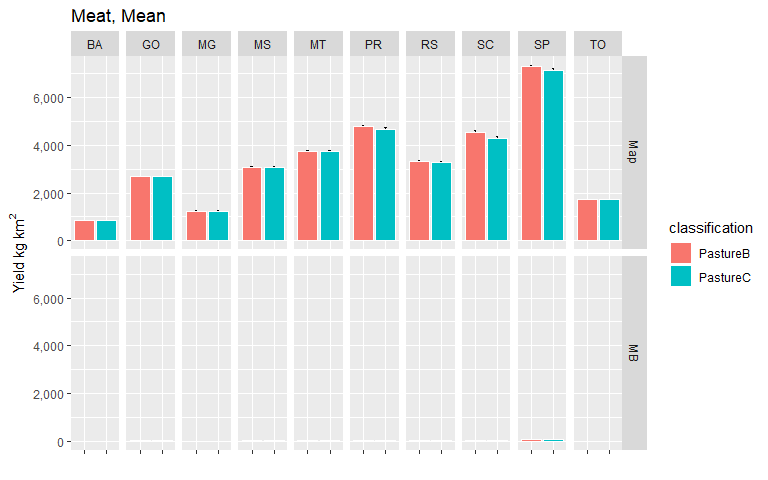 Meat, Mean
BA GO MG MS MT PR RS SC SP TO
6,000
4,000
2,000
0
Map
6,000
4,000
2,000
0
MB
Yield kg km²
classification
PastureB
PastureC